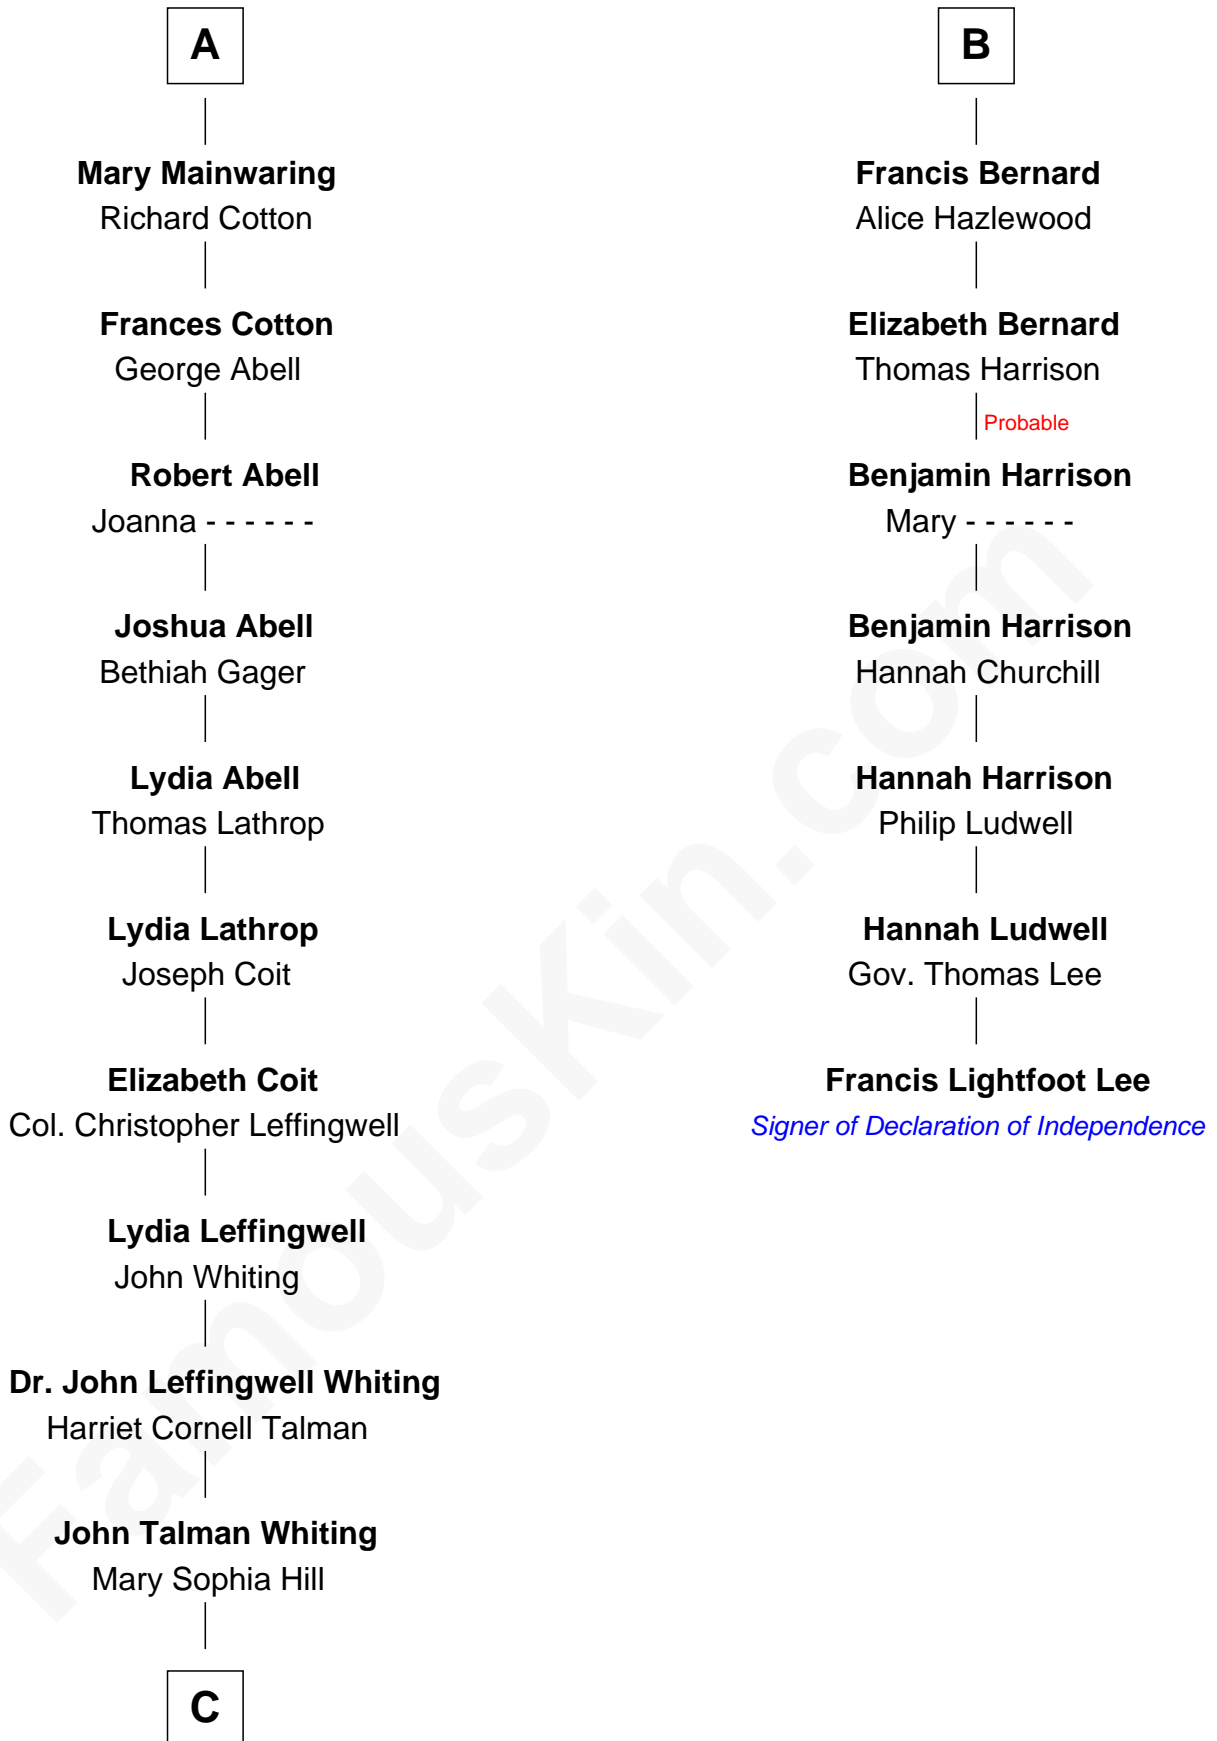 A
Mary Mainwaring
Richard Cotton
Frances Cotton
George Abell
Robert Abell
Joanna - - - - - -
Joshua Abell
Bethiah Gager
Lydia Abell
Thomas Lathrop
Lydia Lathrop
Joseph Coit
Elizabeth Coit
Col. Christopher Leffingwell
Lydia Leffingwell
John Whiting
Dr. John Leffingwell Whiting
Harriet Cornell Talman
John Talman Whiting
Mary Sophia Hill
C
B
Francis Bernard
Alice Hazlewood
Elizabeth Bernard
Thomas Harrison
Probable
Benjamin Harrison
Mary - - - - - -
Benjamin Harrison
Hannah Churchill
Hannah Harrison
Philip Ludwell
Hannah Ludwell
Gov. Thomas Lee
Francis Lightfoot Lee
Signer of Declaration of Independence
FamousKin.com